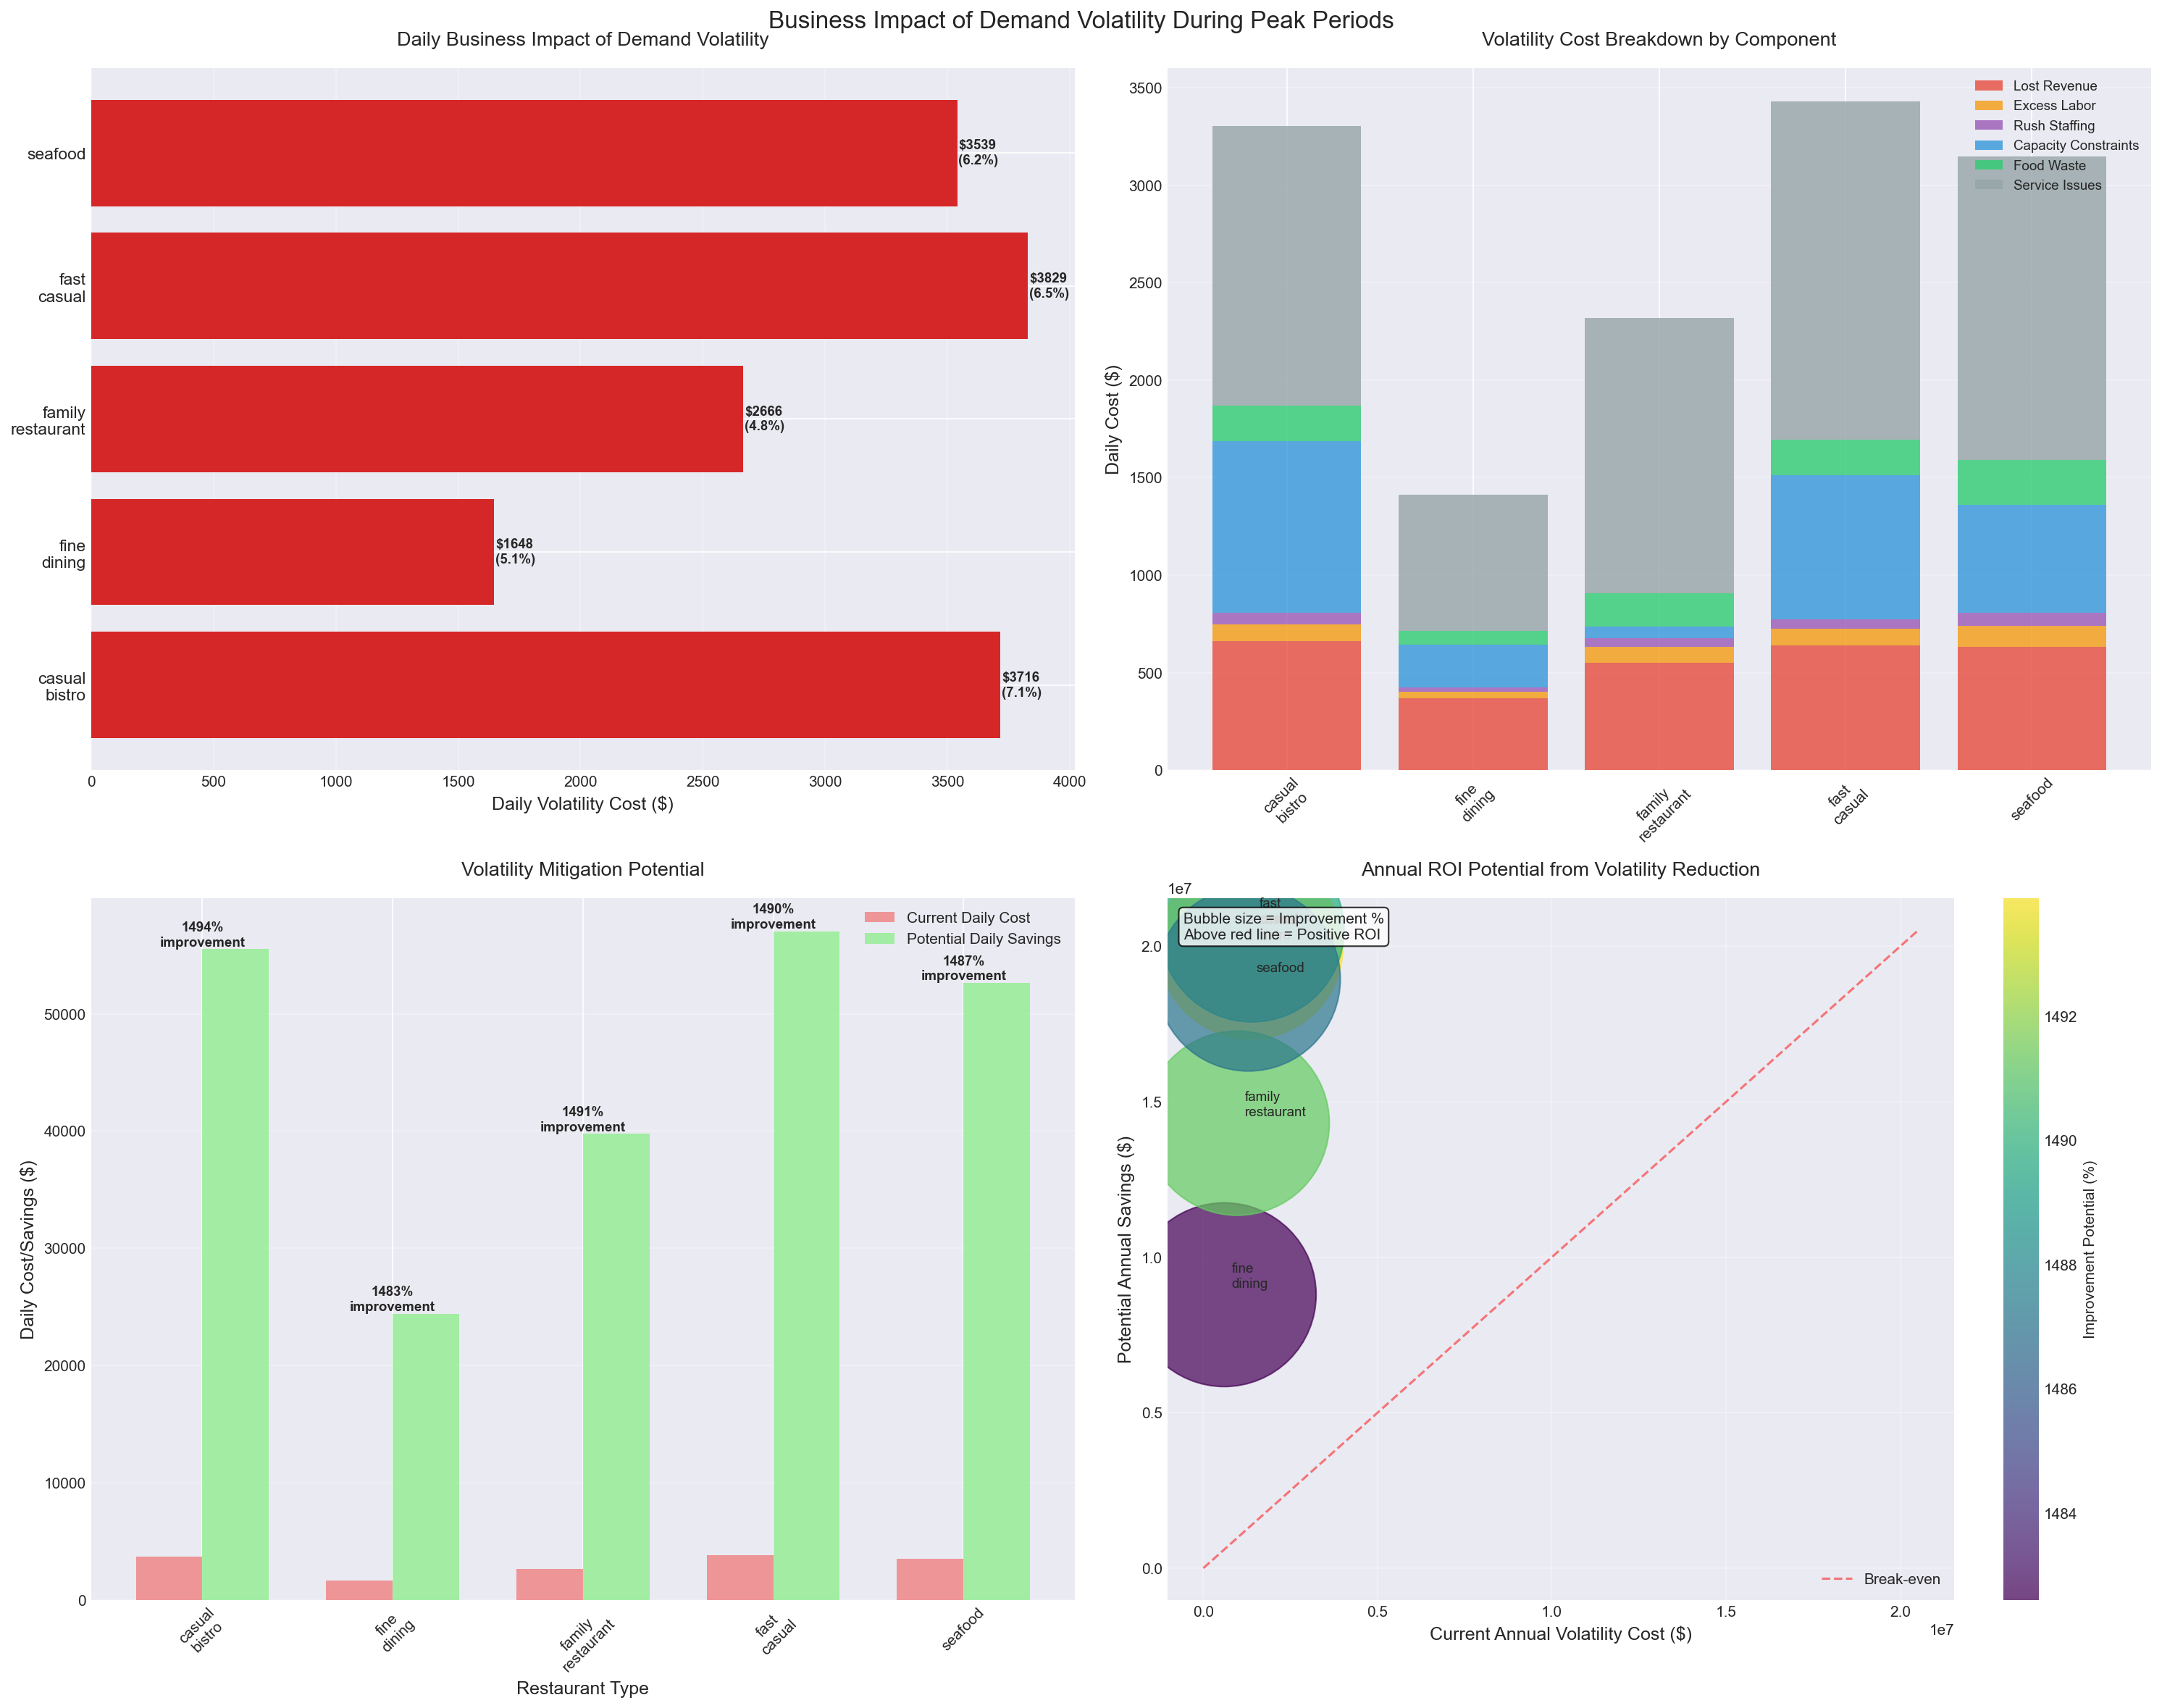 Business Impact of Demand Volatility During Peak Periods
Daily Business Impact of Demand Volatility
seafood
fast
casual
family
restaurant
fine
dining
casual
bistro
$3539
(6.2%)
$3829
(6.5%)
$2666
(4.8%)
$1648
(5.1%)
$3716
(7.1%)
0 500 1000 1500 2000 2500 3000 3500 4000
Daily Volatility Cost ($)
Volatility Cost Breakdown by Component
Daily Cost ($)
3500
3000
2500
2000
1500
1000
500
0
Lost Revenue
Excess Labor
Rush Staffing
Capacity Constraints
Food Waste
Service Issues
casual
bistro
fine
dining
family
restaurant
fast
casual
seafood
Volatility Mitigation Potential
Daily Cost/Savings ($)
50000
40000
30000
20000
10000
0
1494%
improvement
1483%
improvement
1491%
improvement
1490%
improvement
1487%
improvement
Current Daily Cost
Potential Daily Savings
casual
bistro
fine
dining
family
restaurant
fast
casual
seafood
Restaurant Type
Annual ROI Potential from Volatility Reduction
1e7
Potential Annual Savings ($)
2.0
1.5
1.0
0.5
0.0
fast
Bubble size = Improvement %
Above red line = Positive ROI
seafood
family
restaurant
fine
dining
Break-even
0.0 0.5 1.0 1.5 2.0
1e7
Current Annual Volatility Cost ($)
1492
1490
1488
1486
1484
Improvement Potential (%)